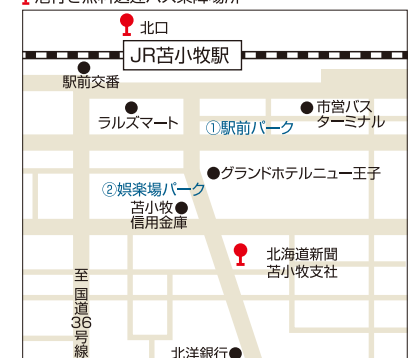 北口
JR苫小牧駅
駅前交番
ラルズマート
市営バス
ターミナル
①駅前パーク
グランドホテルニュー王子
②娯楽場パーク
苫小牧
信用金庫
北海道新聞
苫小牧支社
至 国道36号線
北洋銀行